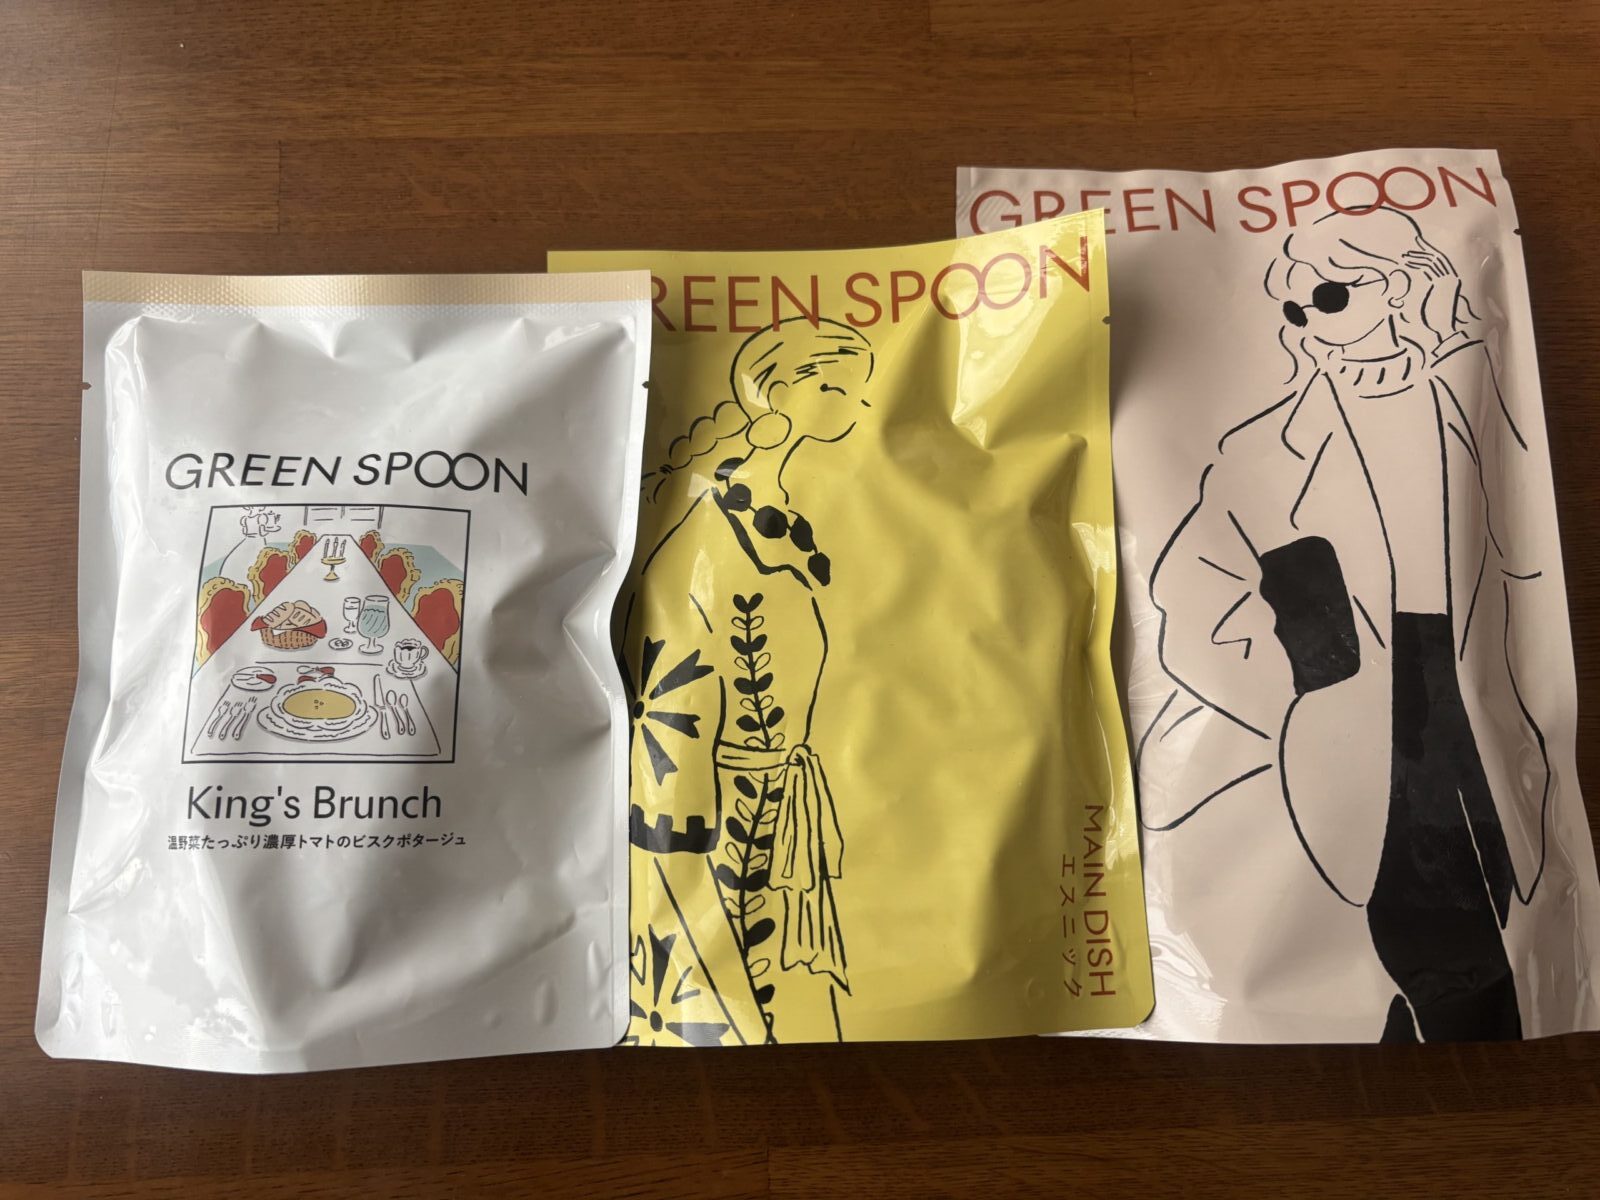 GREEN SPOON
King's Brunch
温野菜たっぷり濃厚トマトのビスクポタージュ
REEN SPOON
MAIN DISH
エスニック
GREEN SPOON